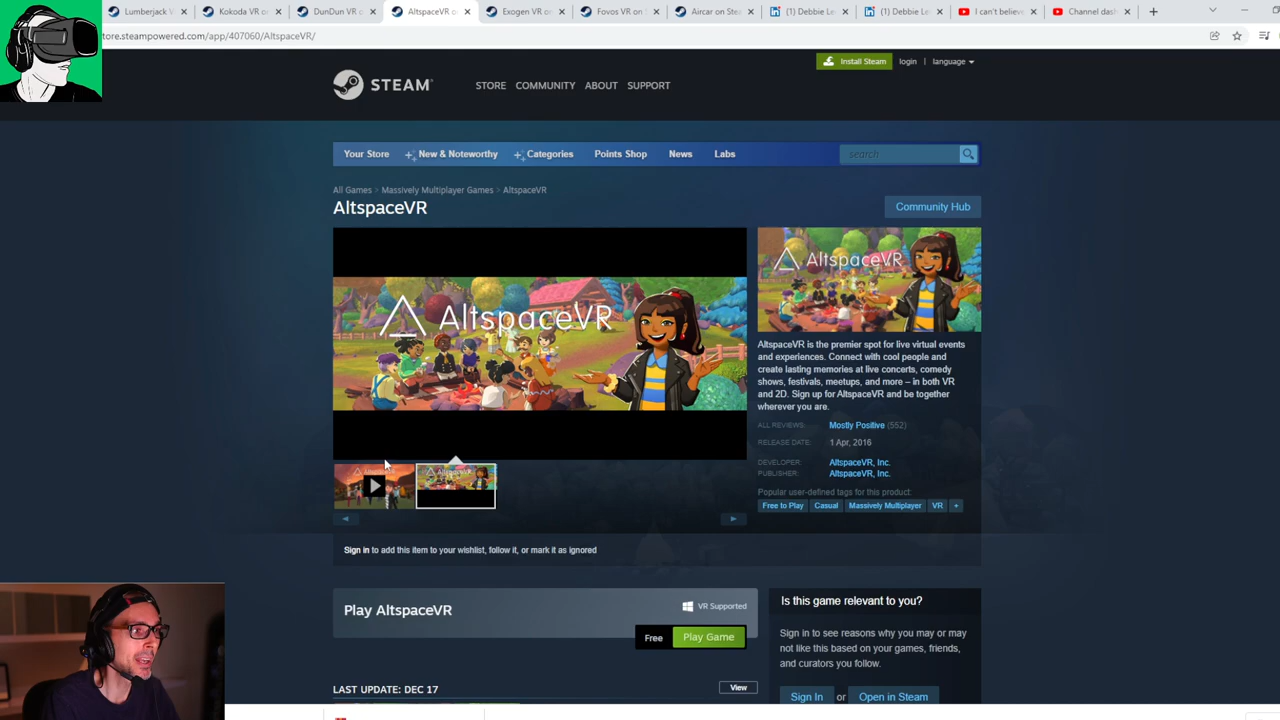 Lumberjack V
Kokoda VR on
DunDun VR o
AltspaceVR o
Exogen VR on
Fovos VR on S
Aircar on Stea
(1) Debbie Le
(1) Debbie Le
I can't believe
Channel dash
tore.steampowered.com/app/407060/AltspaceVR/
Install Steam
login | language
STEAM
STORE COMMUNITY ABOUT SUPPORT
Your Store New & Noteworthy Categories Points Shop News Labs search
All Games > Massively Multiplayer Games > AltspaceVR
AltspaceVR
Community Hub
AltspaceVR
AltspaceVR
AltspaceVR is the premier spot for live virtual events
and experiences. Connect with cool people and
create lasting memories at live concerts, comedy
shows, festivals, meetups, and more – in both VR
and 2D. Sign up for AltspaceVR and be together
wherever you are.
ALL REVIEWS: Mostly Positive (552)
RELEASE DATE: 1 Apr, 2016
DEVELOPER: AltspaceVR, Inc.
PUBLISHER: AltspaceVR, Inc.
Popular user-defined tags for this product:
Free to Play Casual Massively Multiplayer VR +
AltspaceVR
Sign in to add this item to your wishlist, follow it, or mark it as ignored
Play AltspaceVR
VR Supported
Free Play Game
Is this game relevant to you?
Sign in to see reasons why you may or may
not like this based on your games, friends,
and curators you follow.
Sign In or Open in Steam
LAST UPDATE: DEC 17
View